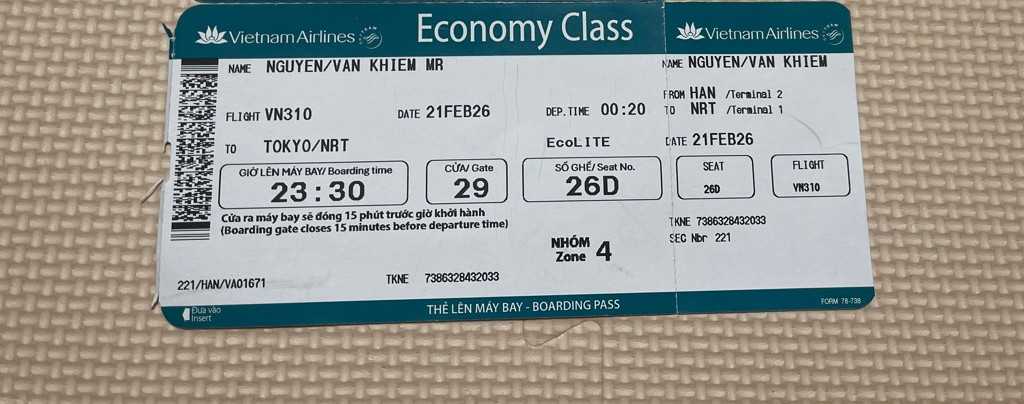 Vietnam Airlines
Economy Class
Vietnam Airlines
NAME NGUYEN/VAN KHIEM MR
NAME NGUYEN/VAN KHIEM
FROM HAN /Terminal 2
FLIGHT VN310 DATE 21FEB26 DEP.TIME 00:20
TO NRT /Terminal 1
TO TOKYO/NRT EcoLITE
DATE 21FEB26
GIỜ LÊN MÁY BAY/ Boarding time
23:30
CỬA/ Gate
29
SỐ GHẾ/ Seat No.
26D
SEAT
26D
FLIGHT
VN310
Cửa ra máy bay sẽ đóng 15 phút trước giờ khởi hành
(Boarding gate closes 15 minutes before departure time)
TKNE 7386328432033
SEC Nbr 221
NHÓM
Zone 4
221/HAN/VA01671 TKNE 7386328432033
Đưa vào
Insert
THẺ LÊN MÁY BAY - BOARDING PASS
FORM 78-738